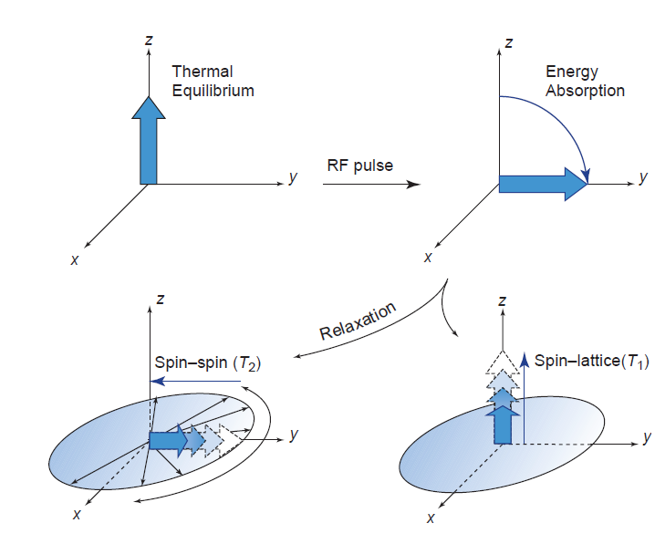 z
Thermal
Equilibrium
y
x
RF pulse
z
Energy
Absorption
y
x
Relaxation
z
Spin–spin (T₂)
y
x
z
Spin–lattice(T₁)
y
x